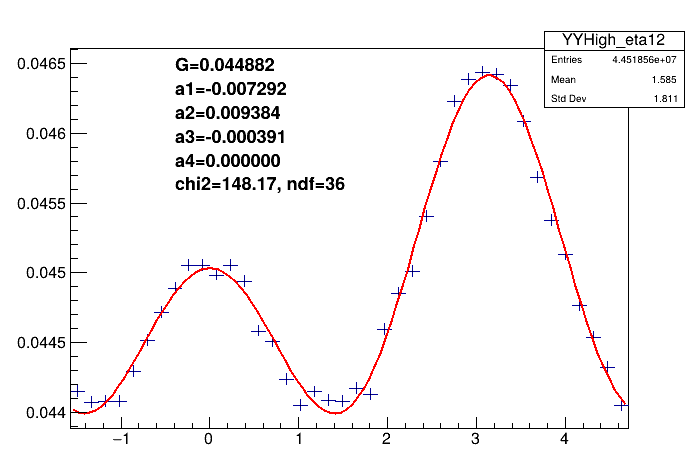 YYHigh_eta12
Entries 4.451856e+07
Mean 1.585
Std Dev 1.811
G=0.044882
a1=-0.007292
a2=0.009384
a3=-0.000391
a4=0.000000
chi2=148.17, ndf=36
0.0465
0.046
0.0455
0.045
0.0445
0.044
−1 0 1 2 3 4